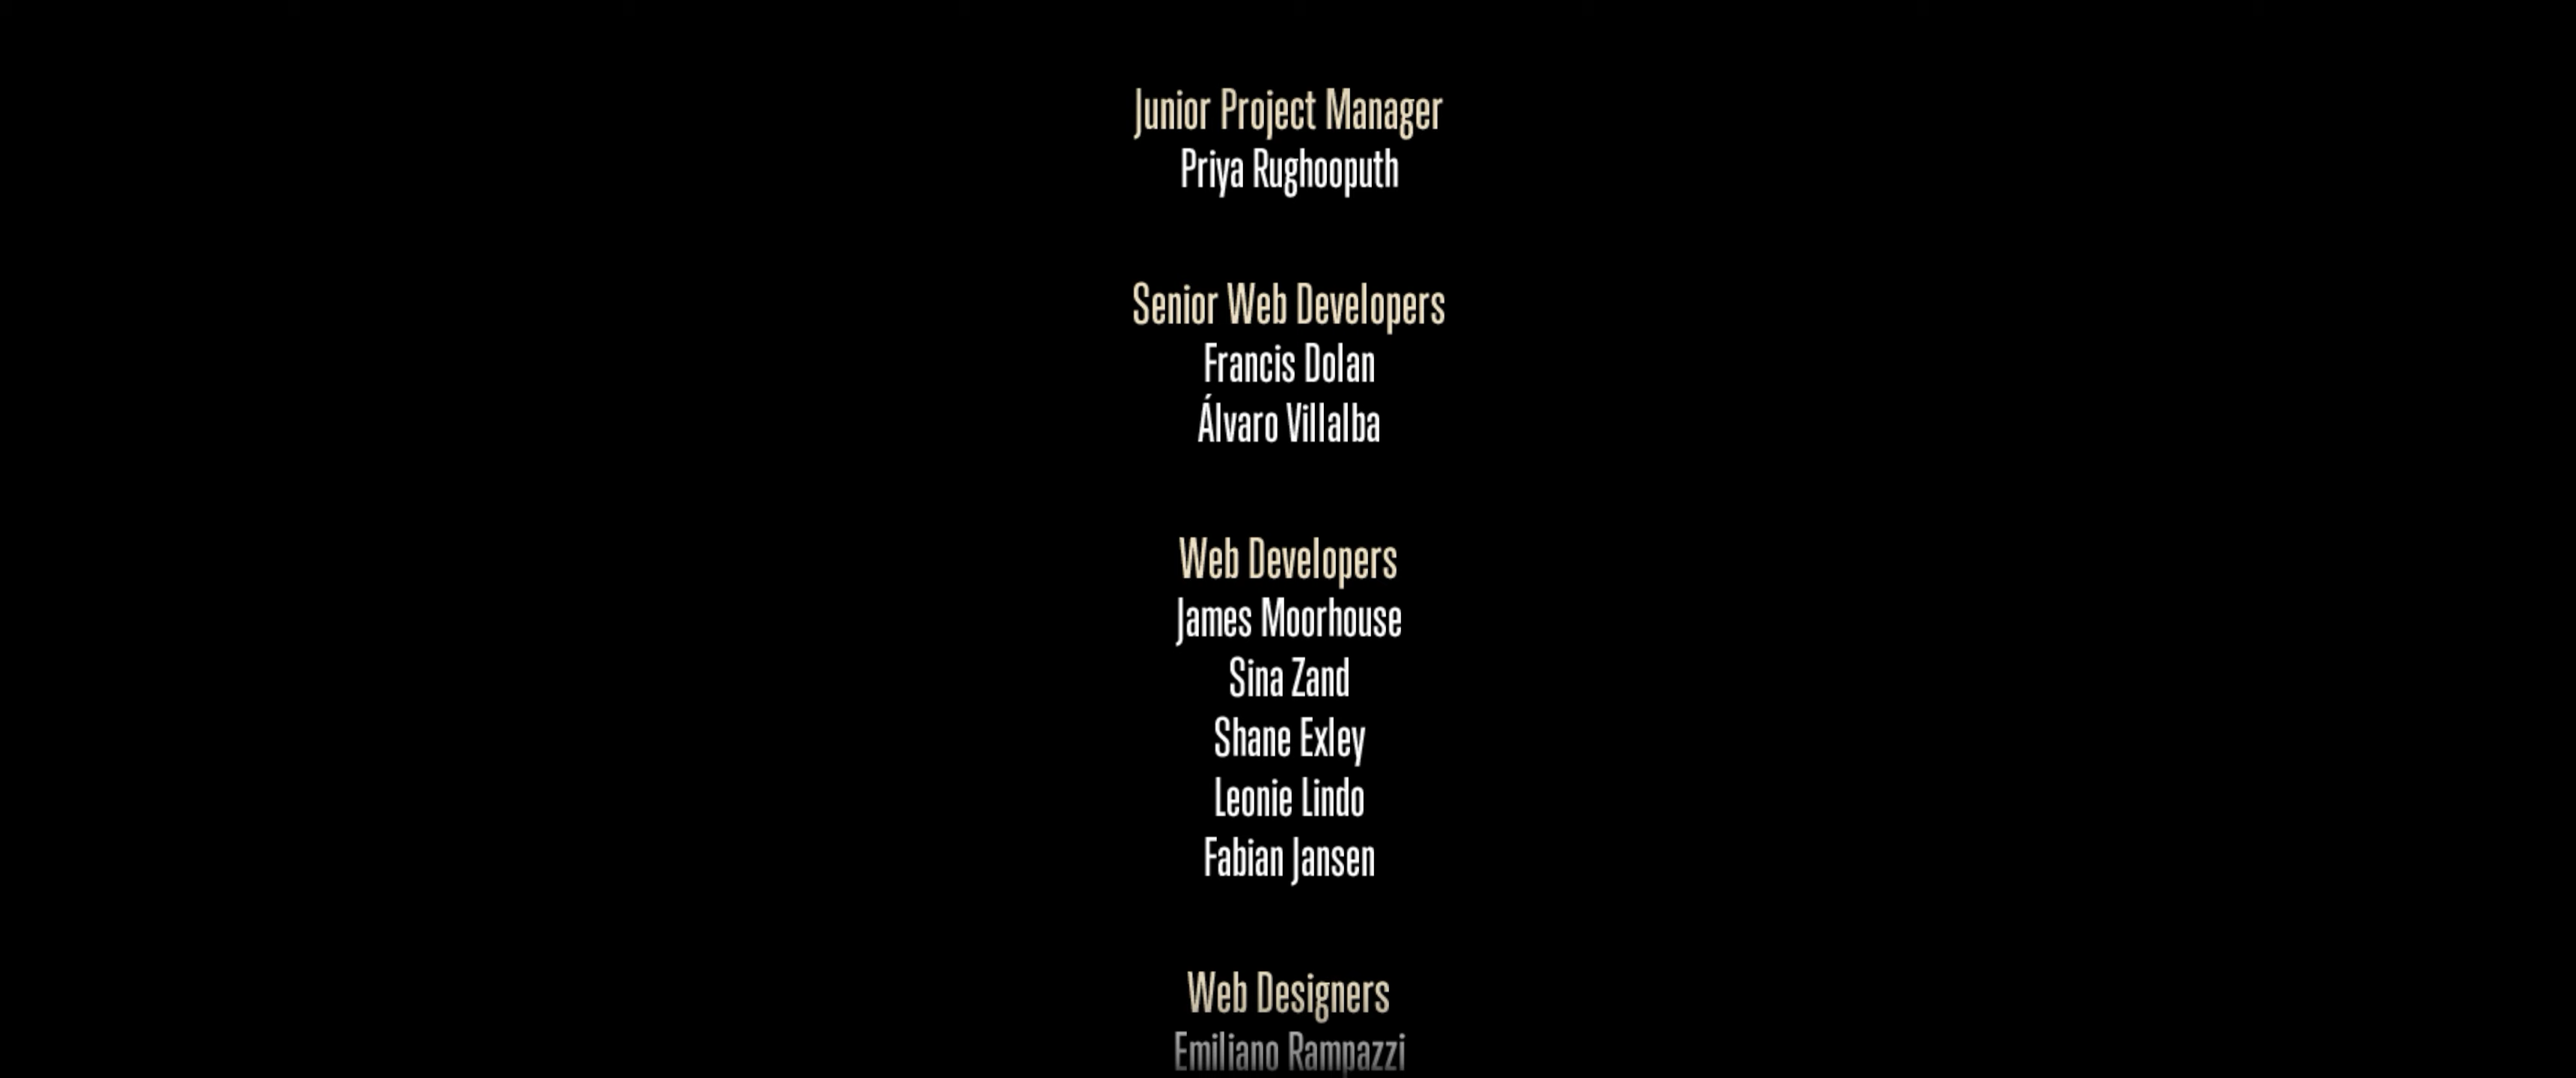 Junior Project Manager
Priya Rughooputh
Senior Web Developers
Francis Dolan
Álvaro Villalba
Web Developers
James Moorhouse
Sina Zand
Shane Exley
Leonie Lindo
Fabian Jansen
Web Designers
Emiliano Rampazzi